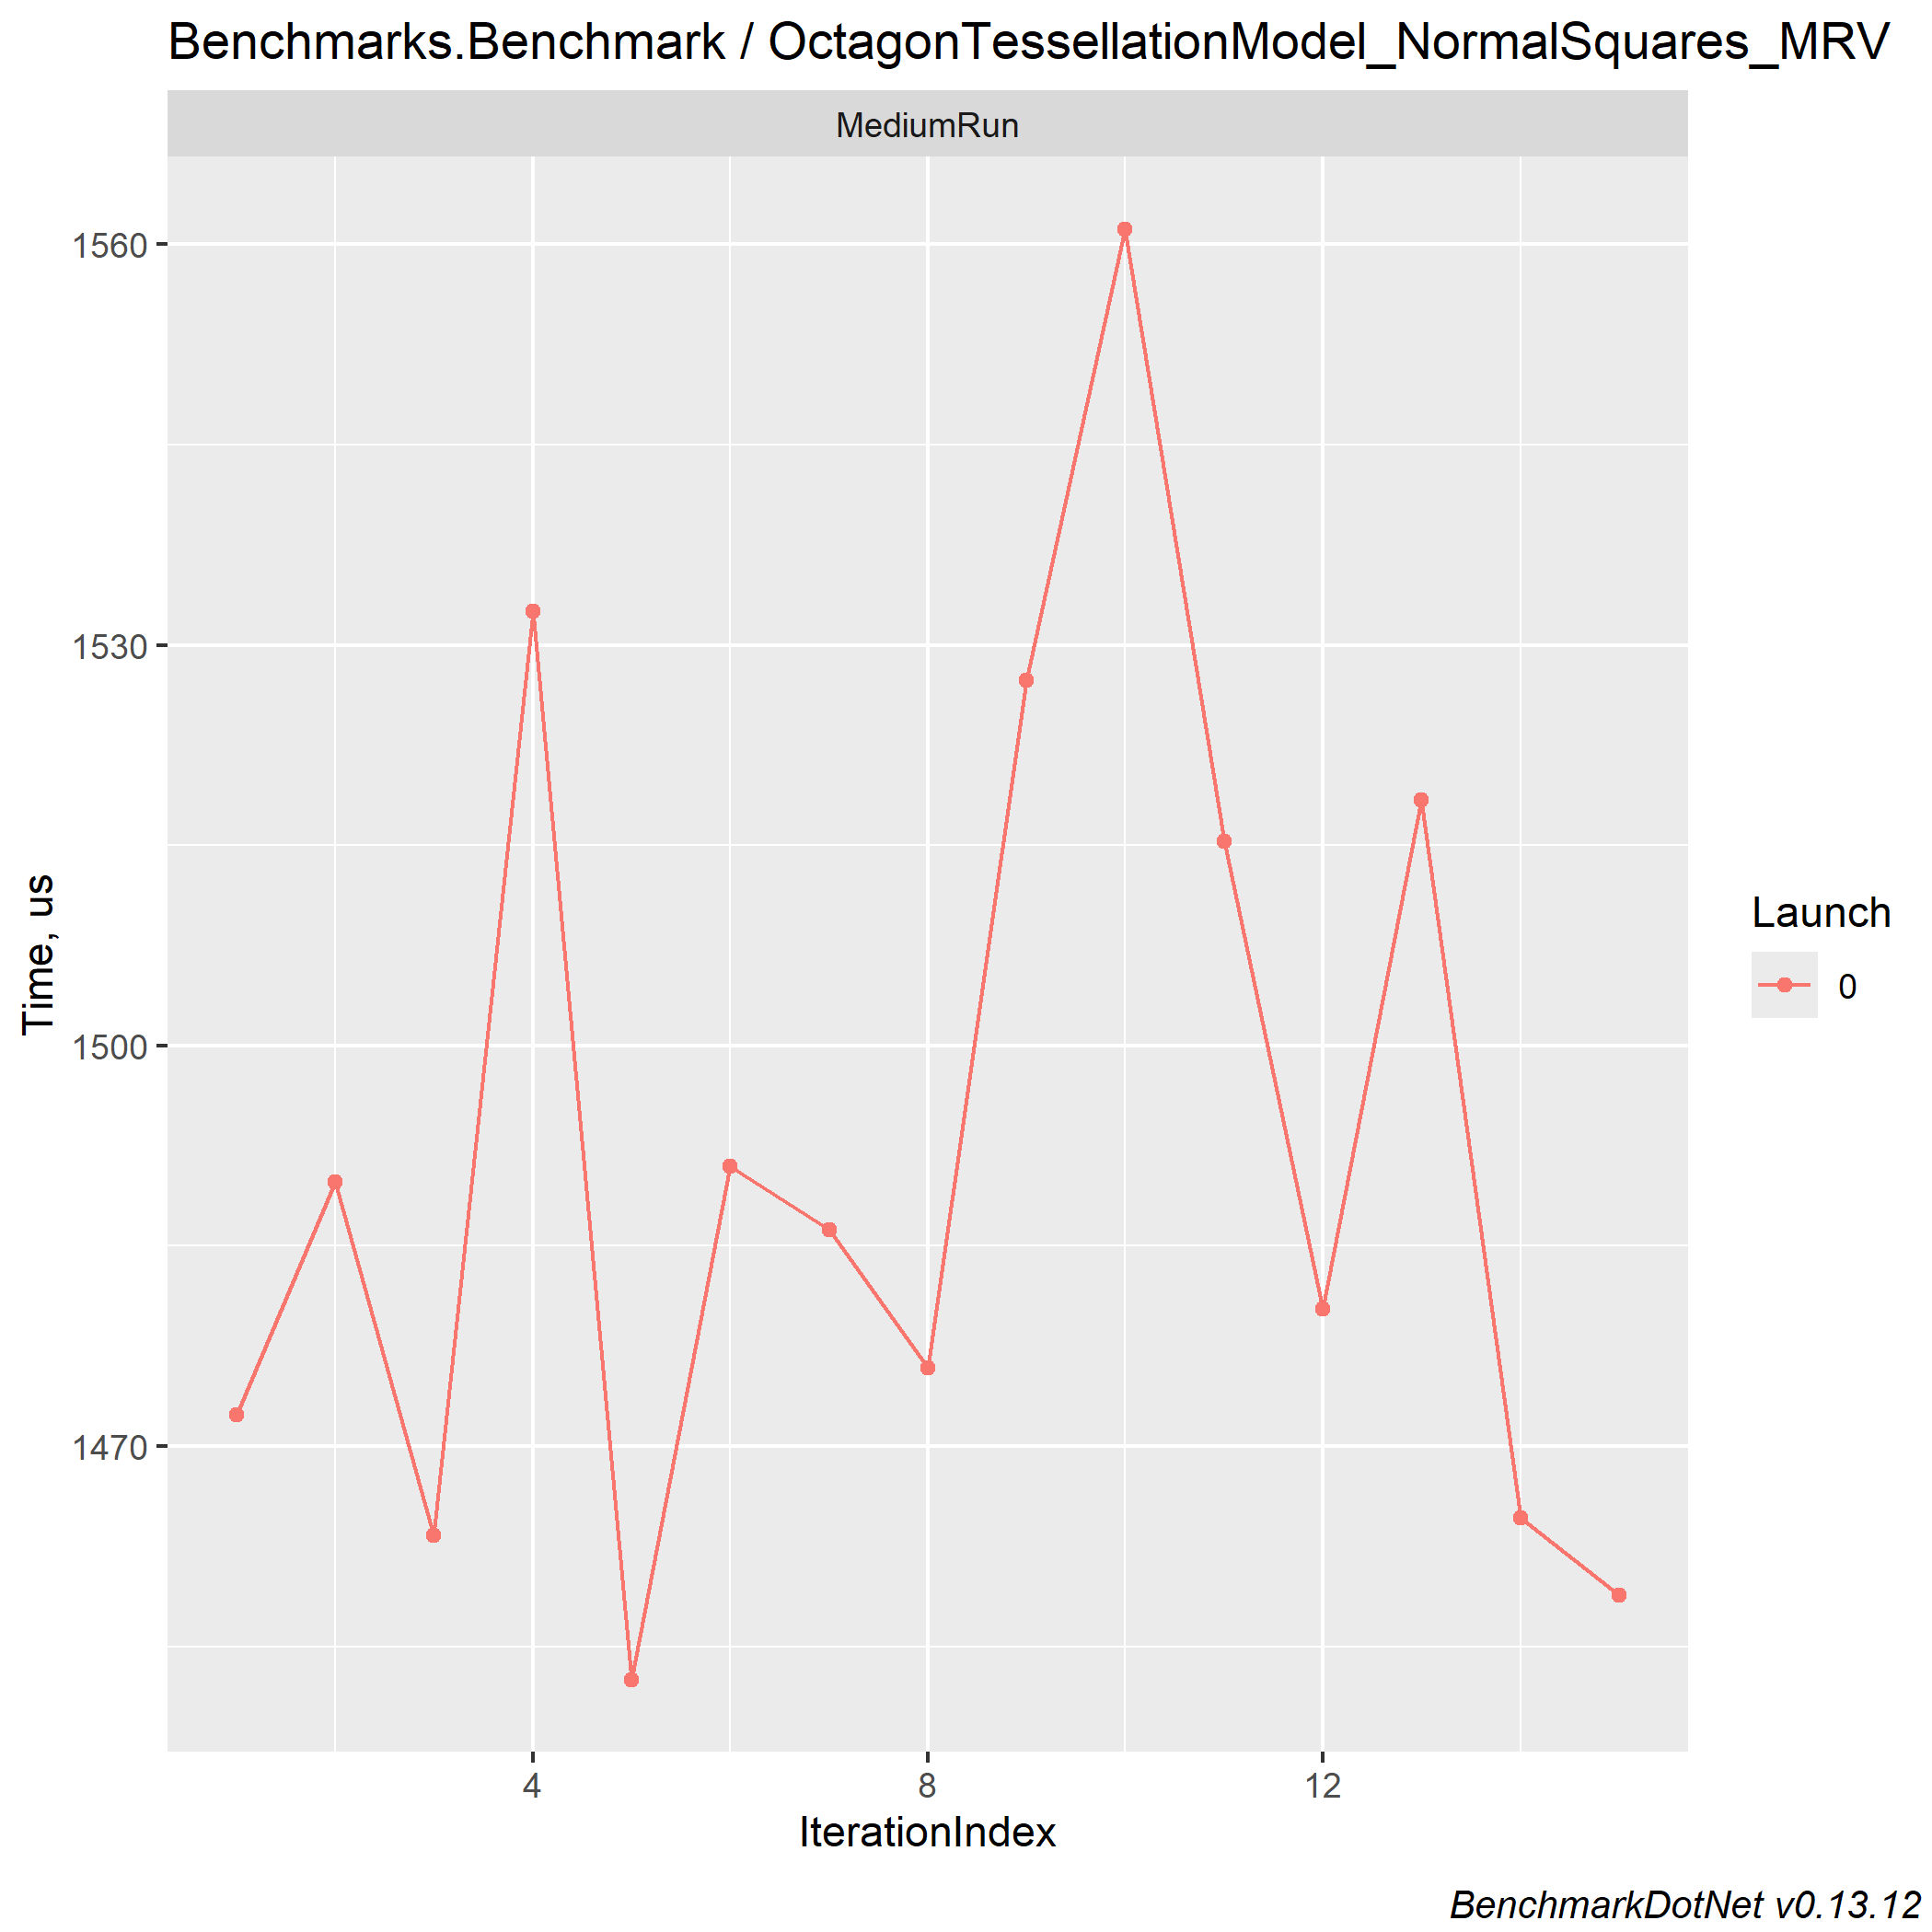 Benchmarks.Benchmark / OctagonTessellationModel_NormalSquares_MRV
MediumRun
1560
1530
1500
1470
Time, us
4 8 12
IterationIndex
Launch
0
BenchmarkDotNet v0.13.12